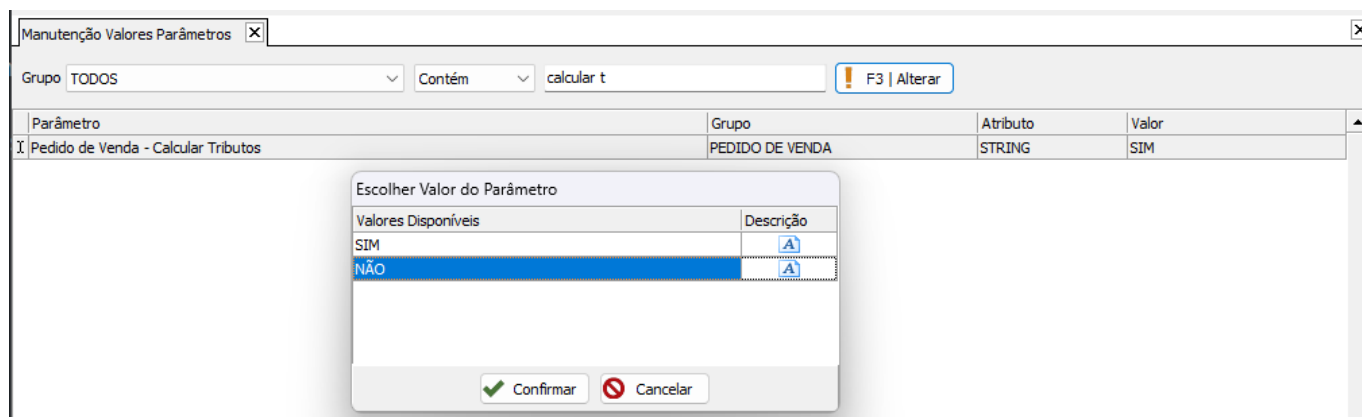 Manutenção Valores Parâmetros
Grupo TODOS Contém calcular t F3 | Alterar
Parâmetro Grupo Atributo Valor
Pedido de Venda - Calcular Tributos PEDIDO DE VENDA STRING SIM
Escolher Valor do Parâmetro
Valores Disponíveis Descrição
SIM A
NÃO A
Confirmar Cancelar